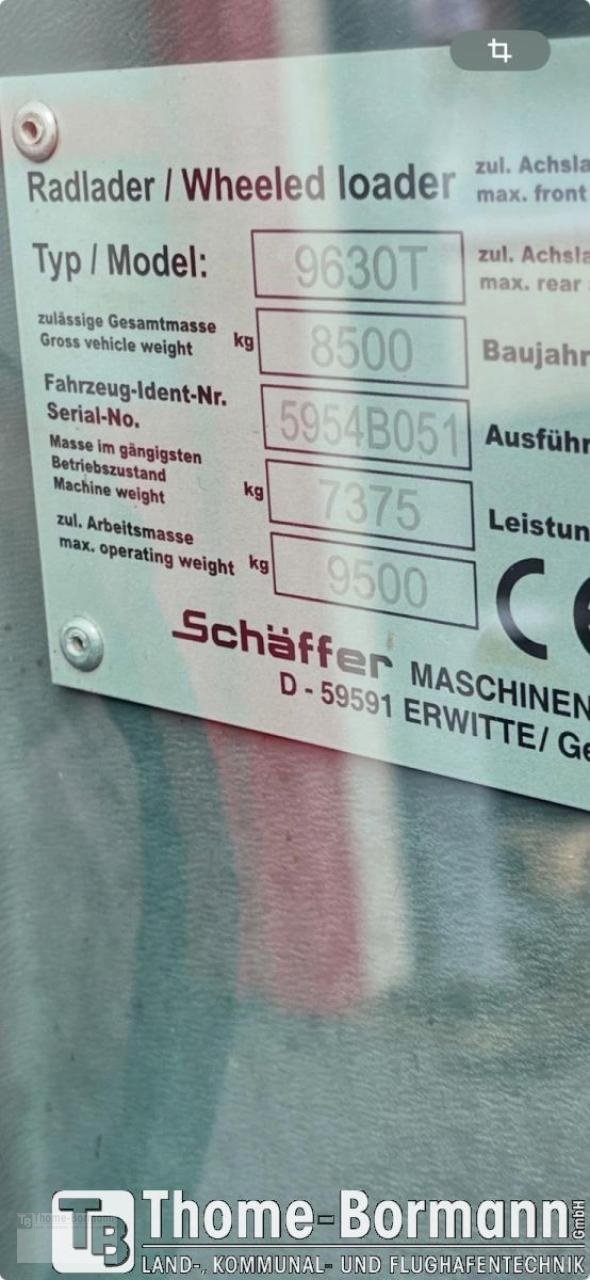 Radlader / Wheeled loader
zul. Achsla
max. front
Typ / Model: 9630T
zul. Achsla
max. rear
zulässige Gesamtmasse
Gross vehicle weight kg 8500
Baujahr
Fahrzeug-Ident-Nr.
Serial-No. 5954B051
Ausführ
Masse im gängigsten
Betriebszustand
Machine weight kg 7375
Leistun
zul. Arbeitsmasse
max. operating weight kg 9500
CE
Schäffer MASCHINEN
D - 59591 ERWITTE/ Ge
TB Thome-Bormann GmbH
LAND-, KOMMUNAL- UND FLUGHAFENTECHNIK